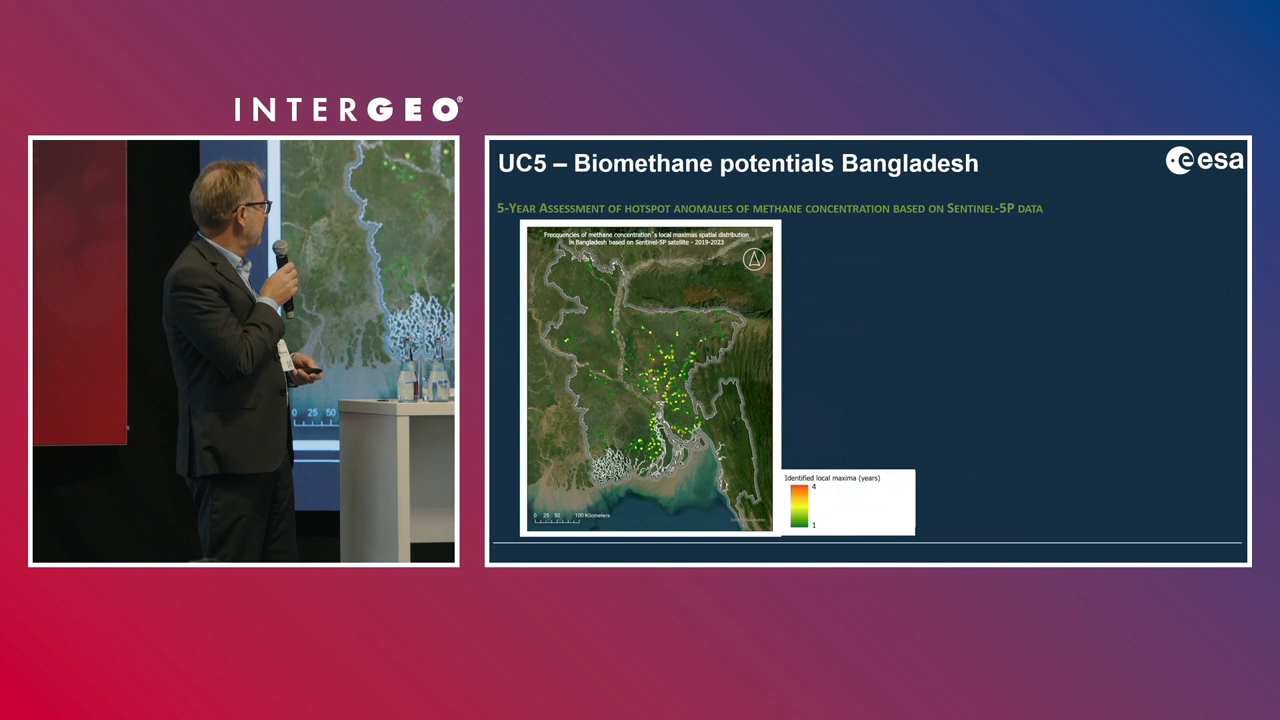 INTERGEO®
0 25 50
UC5 – Biomethane potentials Bangladesh
esa
5-YEAR ASSESSMENT OF HOTSPOT ANOMALIES OF METHANE CONCENTRATION BASED ON SENTINEL-5P DATA
Frecquencies of methane concentration´s local maximas spatial distribution
in Bangladesh based on Sentinel-5P satellite - 2019-2023
0 25 50 100 Kilometers
Identified local maxima (years)
4
1